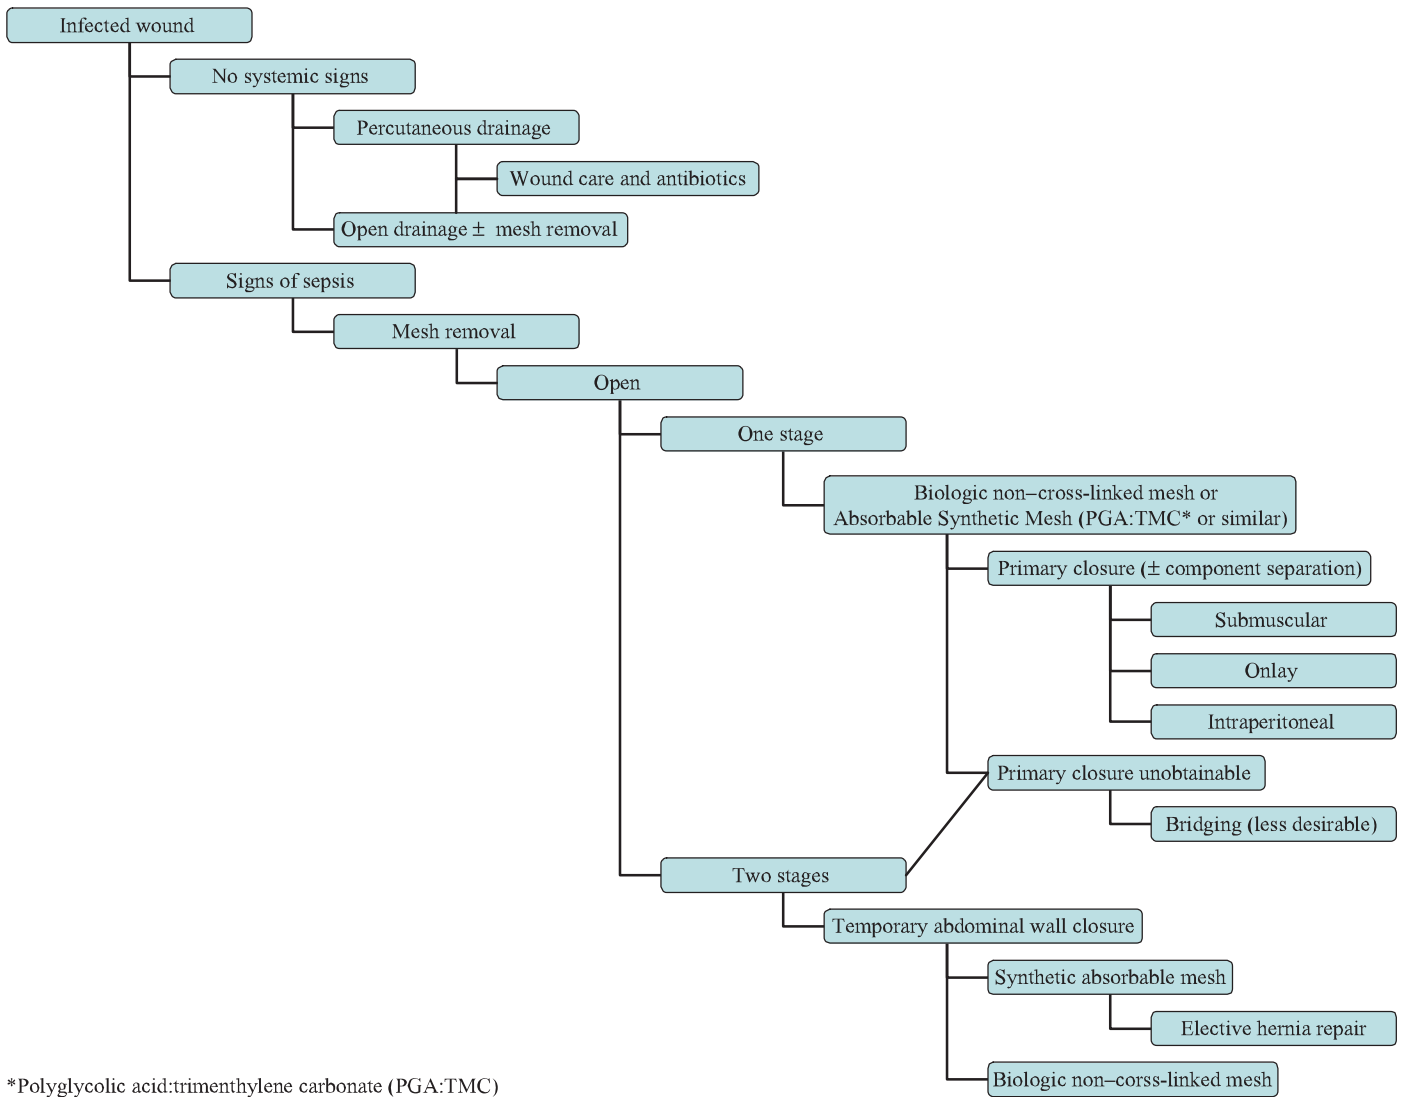 Infected wound
No systemic signs
Percutaneous drainage
Wound care and antibiotics
Open drainage ± mesh removal
Signs of sepsis
Mesh removal
Open
One stage
Biologic non–cross-linked mesh or
Absorbable Synthetic Mesh (PGA:TMC* or similar)
Primary closure (± component separation)
Submuscular
Onlay
Intraperitoneal
Primary closure unobtainable
Bridging (less desirable)
Two stages
Temporary abdominal wall closure
Synthetic absorbable mesh
Elective hernia repair
Biologic non–corss-linked mesh
*Polyglycolic acid:trimenthylene carbonate (PGA:TMC)